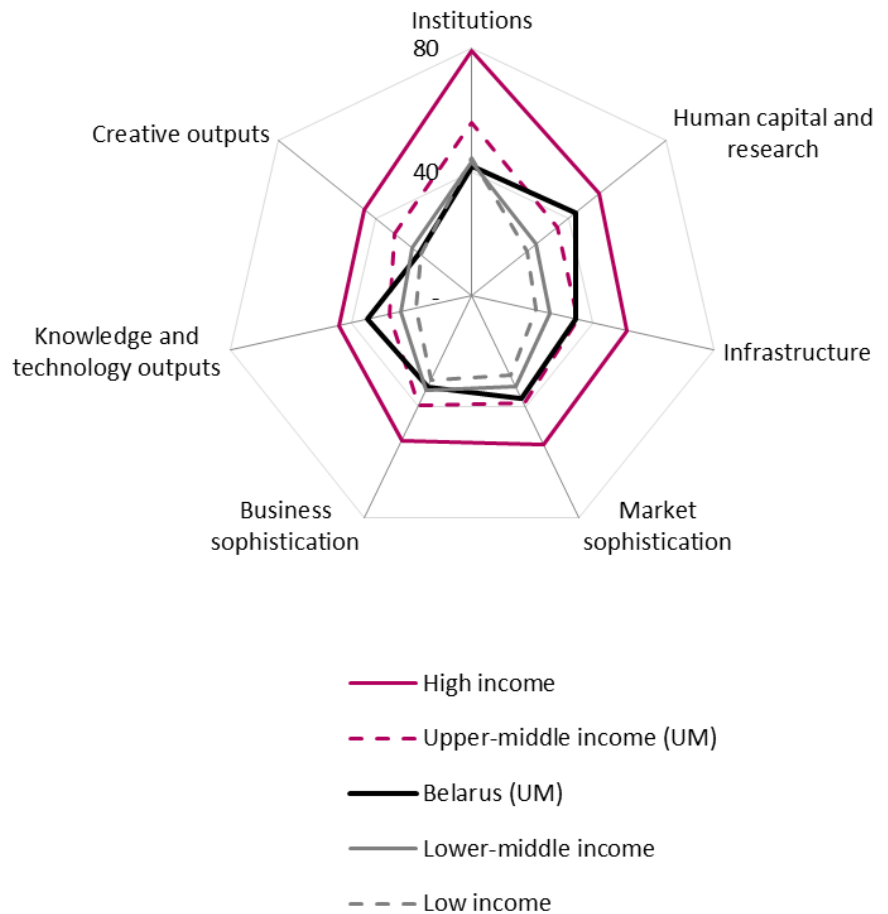 Institutions
80
Creative outputs
Human capital and
research
40
-
Knowledge and
technology outputs
Infrastructure
Business
sophistication
Market
sophistication
High income
Upper-middle income (UM)
Belarus (UM)
Lower-middle income
Low income